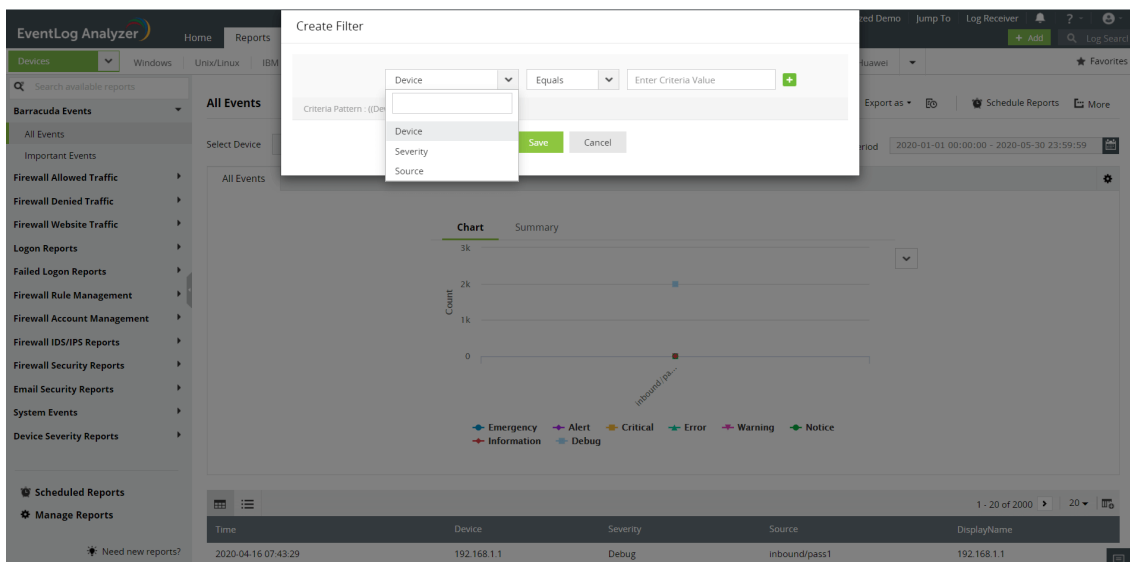 EventLog Analyzer
Home Reports
Create Filter
zed Demo Jump To Log Receiver ? -
+ Add Log Searc
Devices Windows Unix/Linux IBM
Huawei Favorites
Search available reports
Device Equals Enter Criteria Value +
Criteria Pattern : ((De
Device
Severity
Source
Save Cancel
Barracuda Events
All Events
Important Events
Firewall Allowed Traffic
Firewall Denied Traffic
Firewall Website Traffic
Logon Reports
Failed Logon Reports
Firewall Rule Management
Firewall Account Management
Firewall IDS/IPS Reports
Firewall Security Reports
Email Security Reports
System Events
Device Severity Reports
Scheduled Reports
Manage Reports
Need new reports?
All Events
Export as Schedule Reports More
Select Device
riod 2020-01-01 00:00:00 - 2020-05-30 23:59:59
All Events
Chart Summary
3k
2k
1k
0
Count
inbound/pa...
Emergency Alert Critical Error Warning Notice
Information Debug
1 - 20 of 2000 > 20
Time Device Severity Source DisplayName
2020-04-16 07:43:29 192.168.1.1 Debug inbound/pass1 192.168.1.1